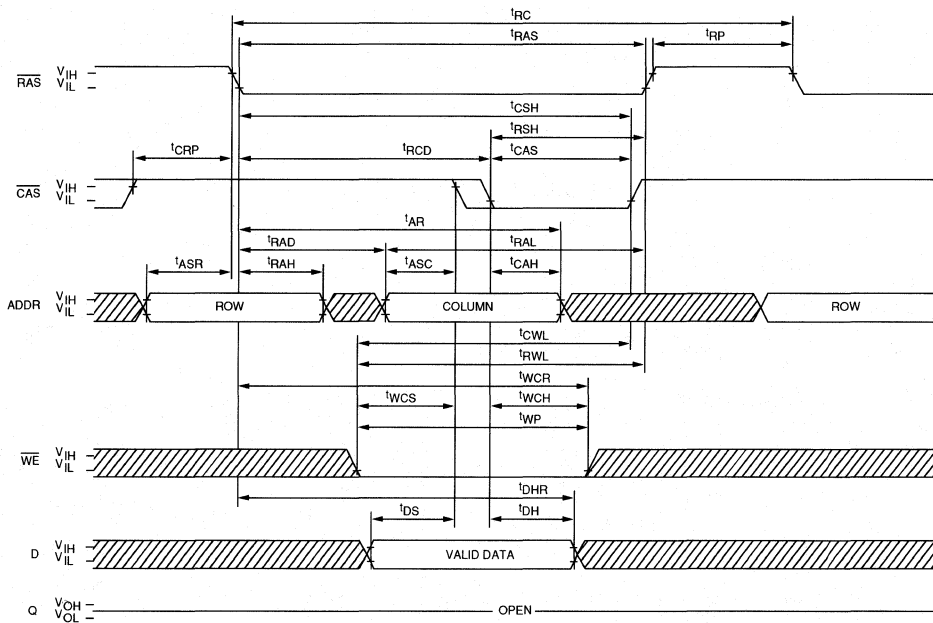 tRC
tRAS
tRP
RAS VIH VIL
tCSH
tRSH
tCRP tRCD tCAS
CAS VIH VIL
tAR
tRAD tRAL
tASR tRAH tASC tCAH
ADDR VIH VIL ROW COLUMN ROW
tCWL
tRWL
tWCR
tWCS tWCH
tWP
WE VIH VIL
tDHR
tDS tDH
D VIH VIL VALID DATA
Q VOH VOL OPEN